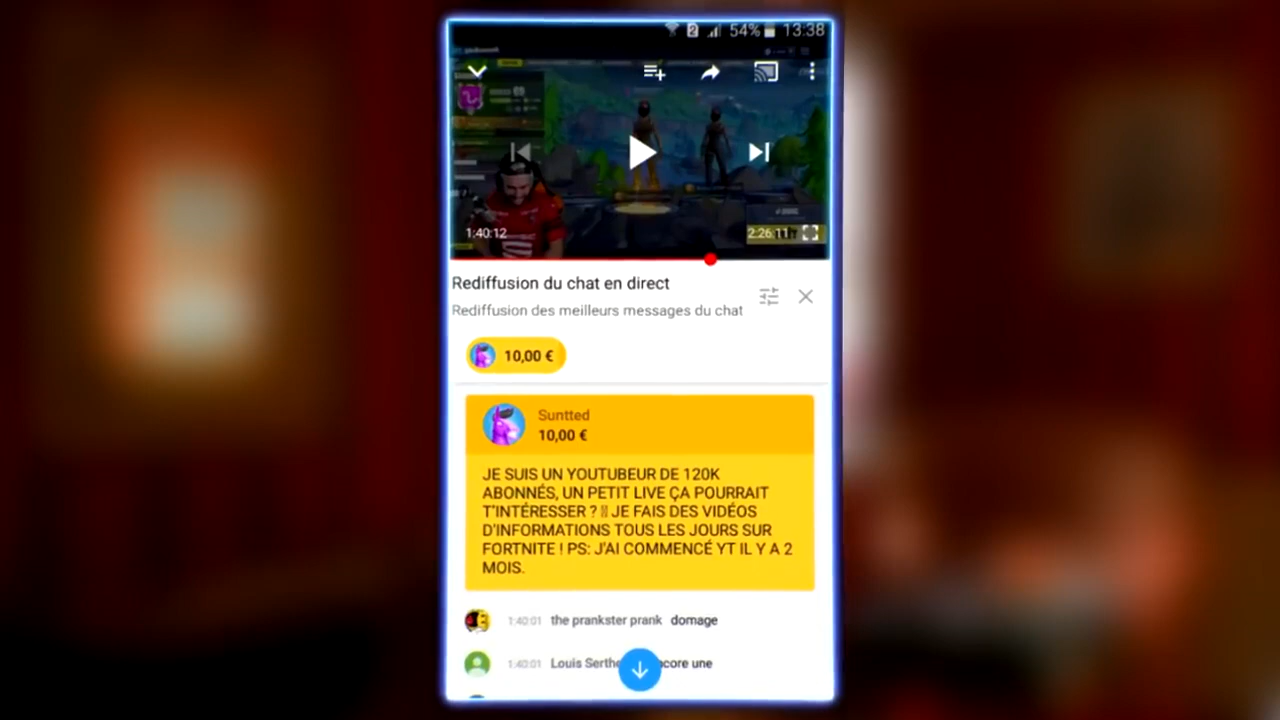 54% 13:38
1:40:12
2:26:11
Rediffusion du chat en direct
Rediffusion des meilleurs messages du chat
10,00 €
Suntted
10,00 €
JE SUIS UN YOUTUBEUR DE 120K
ABONNÉS, UN PETIT LIVE ÇA POURRAIT
T'INTÉRESSER ? JE FAIS DES VIDÉOS
D'INFORMATIONS TOUS LES JOURS SUR
FORTNITE ! PS: J'AI COMMENCÉ YT IL Y A 2
MOIS.
1:40:01 the prankster prank domage
1:40:01 Louis une